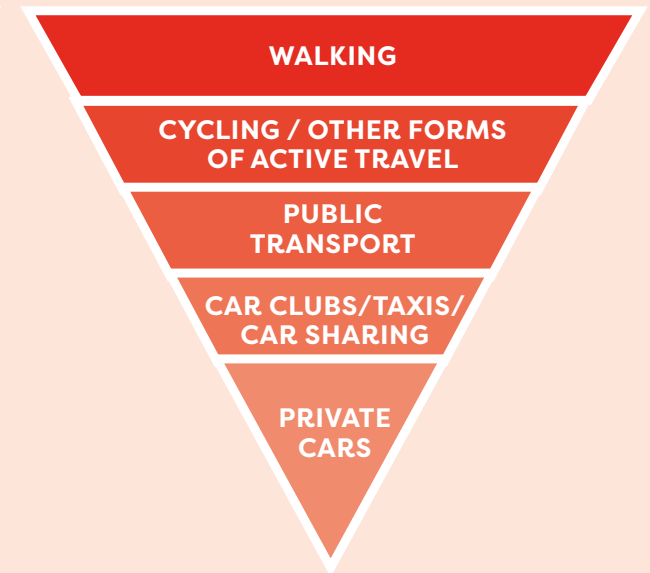 WALKING
CYCLING / OTHER FORMS
OF ACTIVE TRAVEL
PUBLIC
TRANSPORT
CAR CLUBS/TAXIS/
CAR SHARING
PRIVATE
CARS